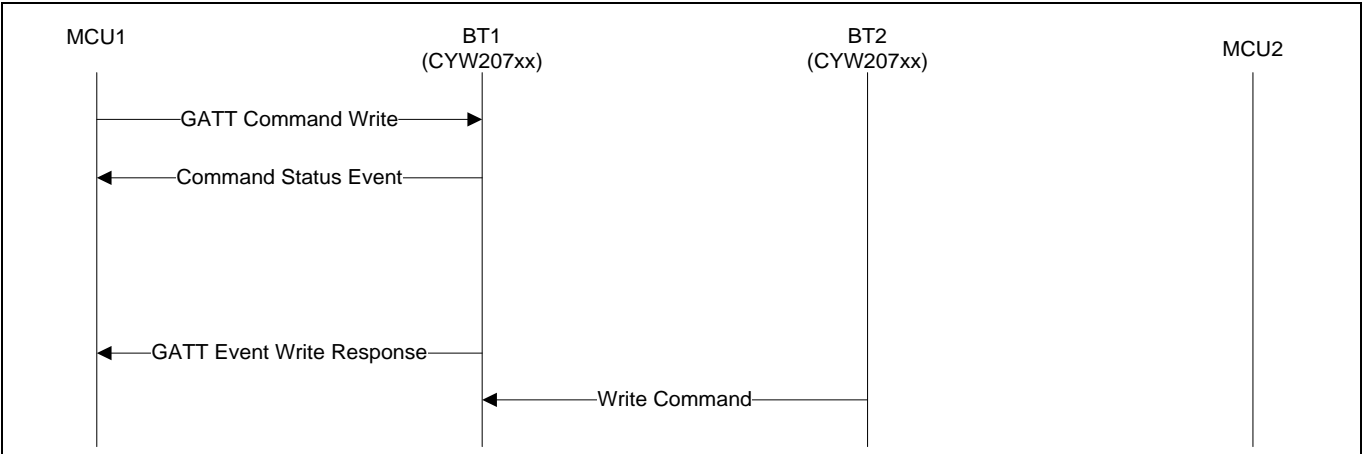 MCU1
BT1
(CYW207xx)
BT2
(CYW207xx)
MCU2
GATT Command Write
Command Status Event
GATT Event Write Response
Write Command